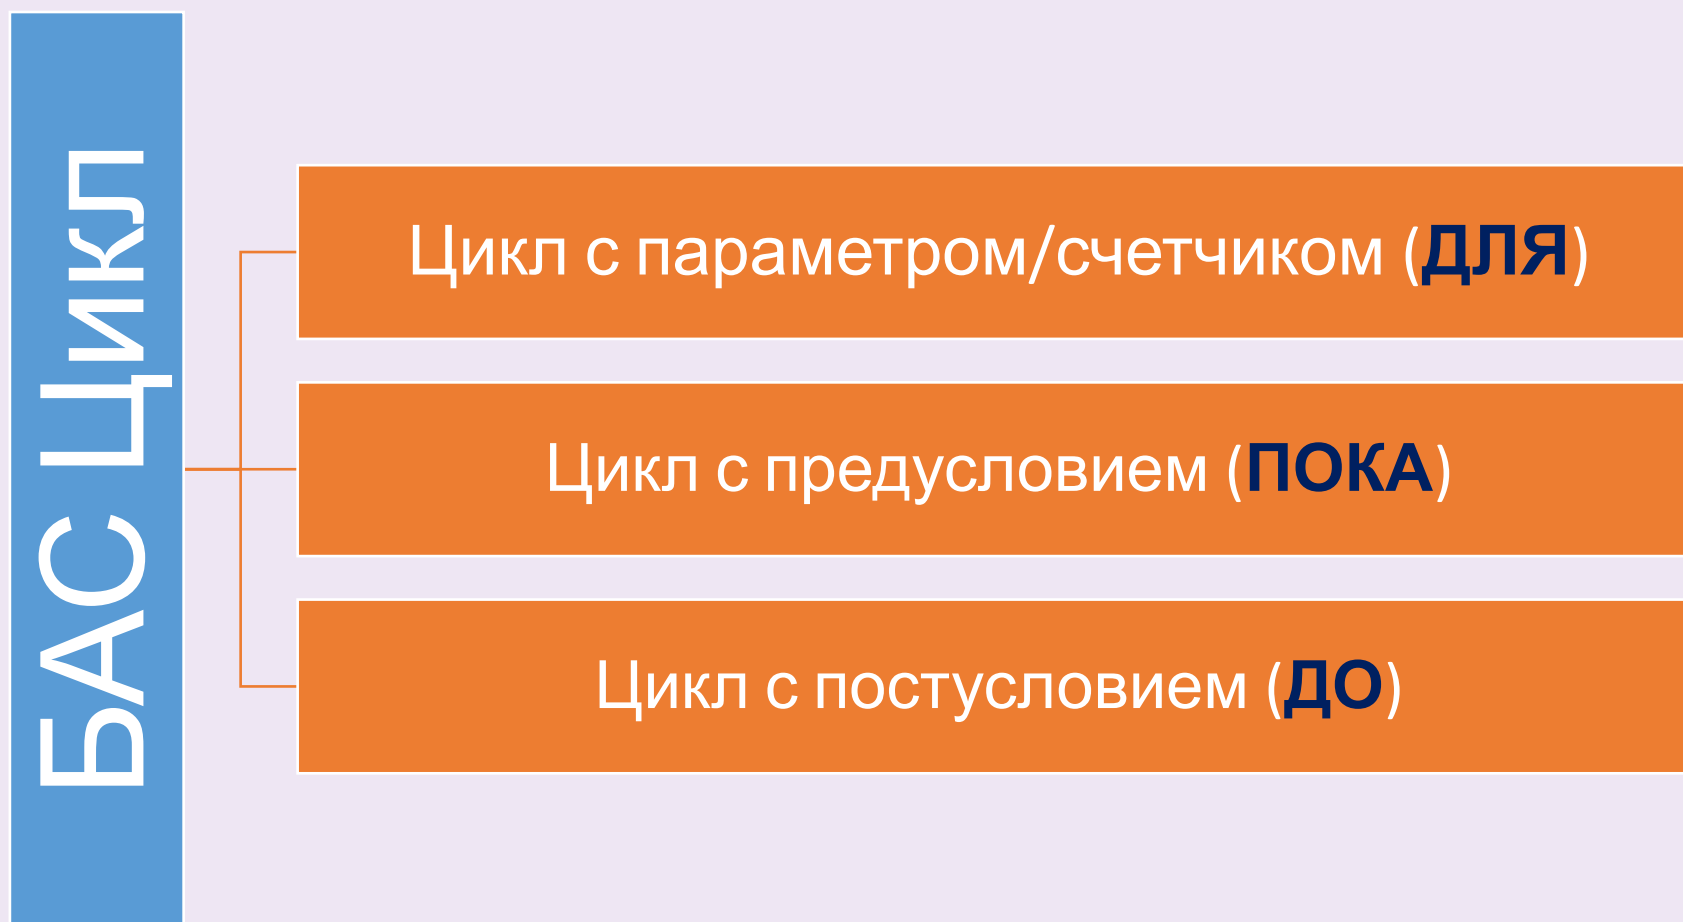 БАС Цикл
Цикл с параметром/счетчиком (ДЛЯ)
Цикл с предусловием (ПОКА)
Цикл с постусловием (ДО)